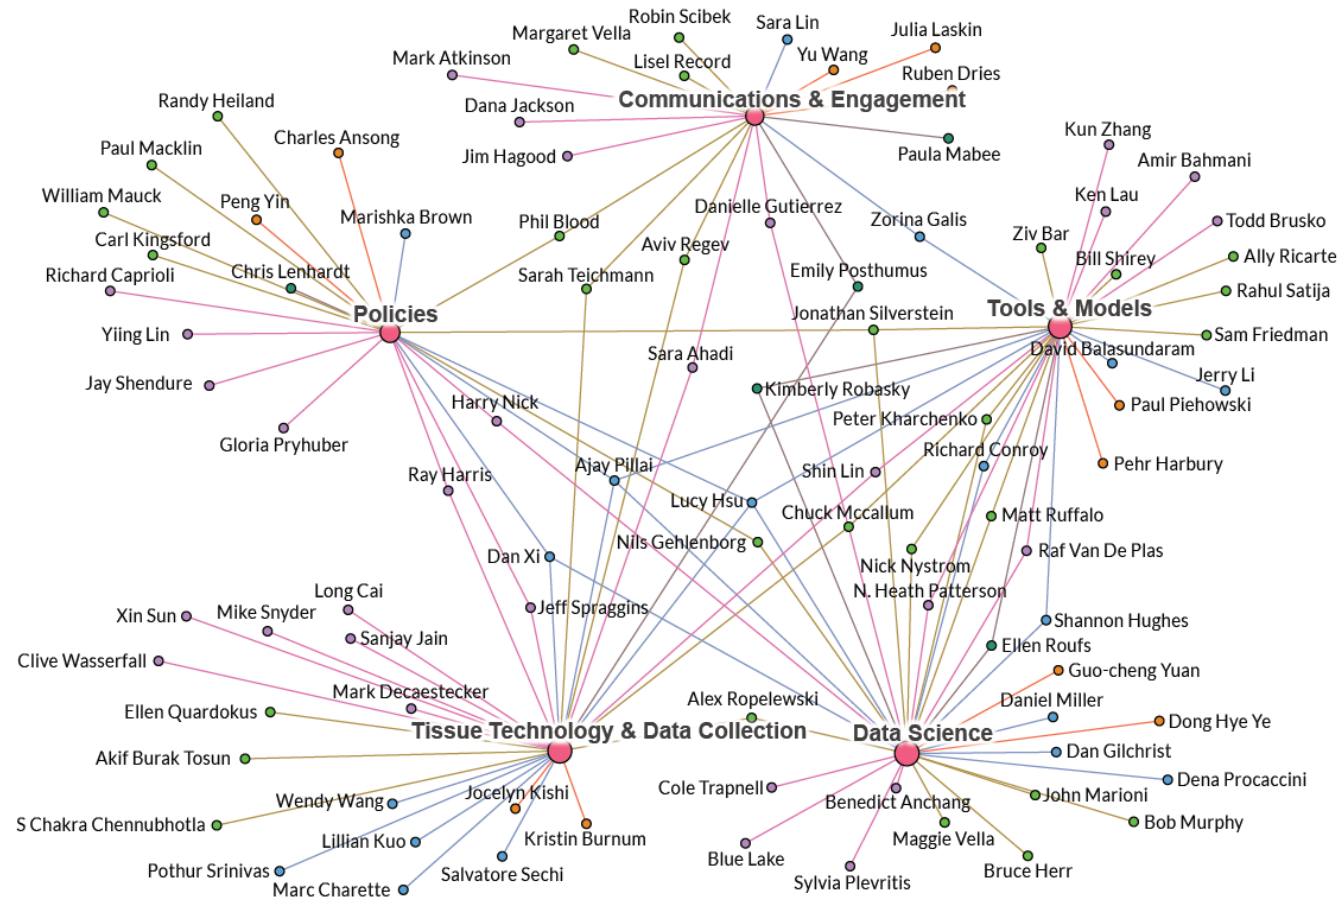 Robin Scibek
Sara Lin
Julia Laskin
Margaret Vella
Yu Wang
Mark Atkinson
Lisel Record
Ruben Dries
Communications & Engagement
Randy Heiland
Dana Jackson
Kun Zhang
Charles Ansong
Paul Macklin
Jim Hagood
Paula Mabee
Amir Bahmani
William Mauck
Peng Yin
Marishka Brown
Phil Blood
Danielle Gutierrez
Zorina Galis
Ken Lau
Todd Brusko
Carl Kingsford
Aviv Regev
Ziv Bar
Bill Shirey
Ally Ricarte
Richard Caprioli
Chris Lenhardt
Sarah Teichmann
Emily Posthumus
Rahul Satija
Policies
Jonathan Silverstein
Tools & Models
Yiing Lin
Sam Friedman
Sara Ahadi
David Balasundaram
Jay Shendure
Kimberly Robasky
Jerry Li
Harry Nick
Paul Piehowski
Gloria Pryhuber
Peter Kharchenko
Richard Conroy
Ray Harris
Ajay Pillai
Shin Lin
Pehr Harbury
Lucy Hsu
Chuck Mccallum
Matt Ruffalo
Nils Gehlenborg
Dan Xi
Raf Van De Plas
Nick Nystrom
Long Cai
N. Heath Patterson
Xin Sun
Mike Snyder
Jeff Spraggins
Shannon Hughes
Sanjay Jain
Ellen Roufs
Clive Wasserfall
Guo-cheng Yuan
Mark Decaestecker
Alex Ropelewski
Daniel Miller
Ellen Quardokus
Dong Hye Ye
Tissue Technology & Data Collection
Data Science
Dan Gilchrist
Akif Burak Tosun
Dena Procaccini
Wendy Wang
Jocelyn Kishi
Cole Trapnell
Benedict Anchang
John Marioni
S Chakra Chennubhotla
Bob Murphy
Lillian Kuo
Kristin Burnum
Maggie Vella
Blue Lake
Pothur Srinivas
Salvatore Sechi
Bruce Herr
Marc Charette
Sylvia Plevritis